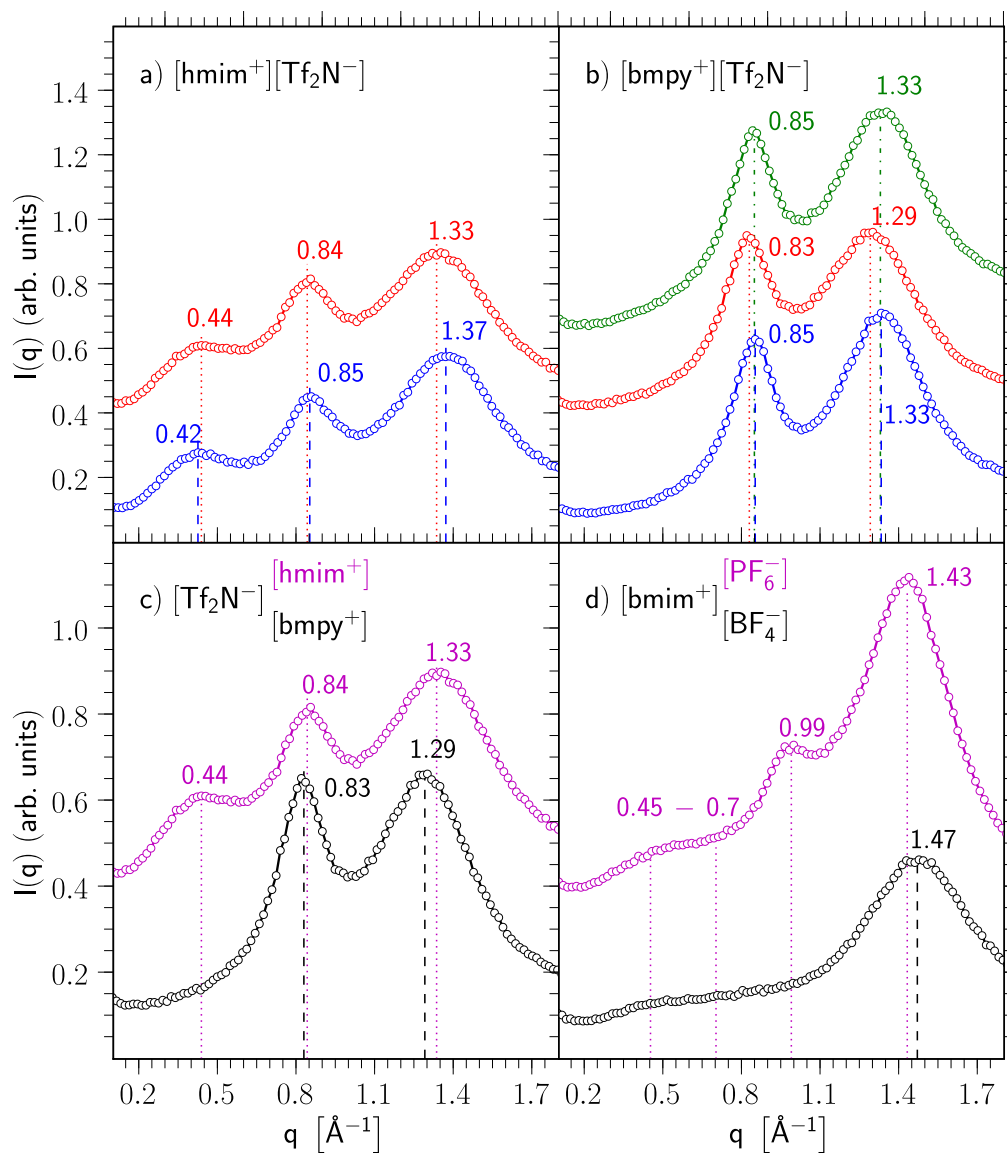 a) [hmim⁺][Tf₂N⁻]
0.44
0.84
1.33
0.42
0.85
1.37
I(q) (arb. units)
1.4
1.2
1.0
0.8
0.6
0.4
0.2
b) [bmpy⁺][Tf₂N⁻]
0.85
1.33
0.83
1.29
0.85
1.33
c) [Tf₂N⁻] [hmim⁺]
[bmpy⁺]
0.44
0.84
1.33
0.83
1.29
I(q) (arb. units)
1.0
0.8
0.6
0.4
0.2
0.2 0.5 0.8 1.1 1.4 1.7
q [Å⁻¹]
d) [bmim⁺] [PF₆⁻]
[BF₄⁻]
1.43
0.99
0.45 − 0.7
1.47
0.2 0.5 0.8 1.1 1.4 1.7
q [Å⁻¹]